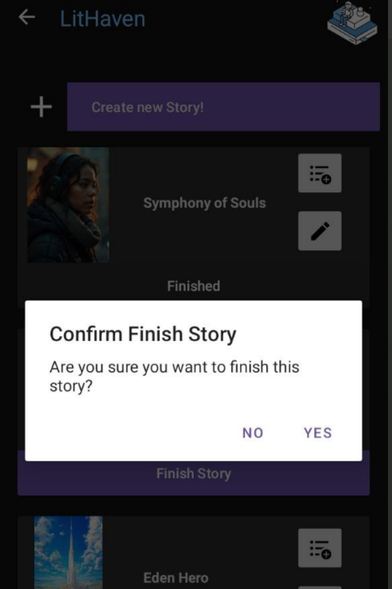 LitHaven
Create new Story!
Symphony of Souls
Finished
Confirm Finish Story
Are you sure you want to finish this
story?
NO
YES
Finish Story
Eden Hero